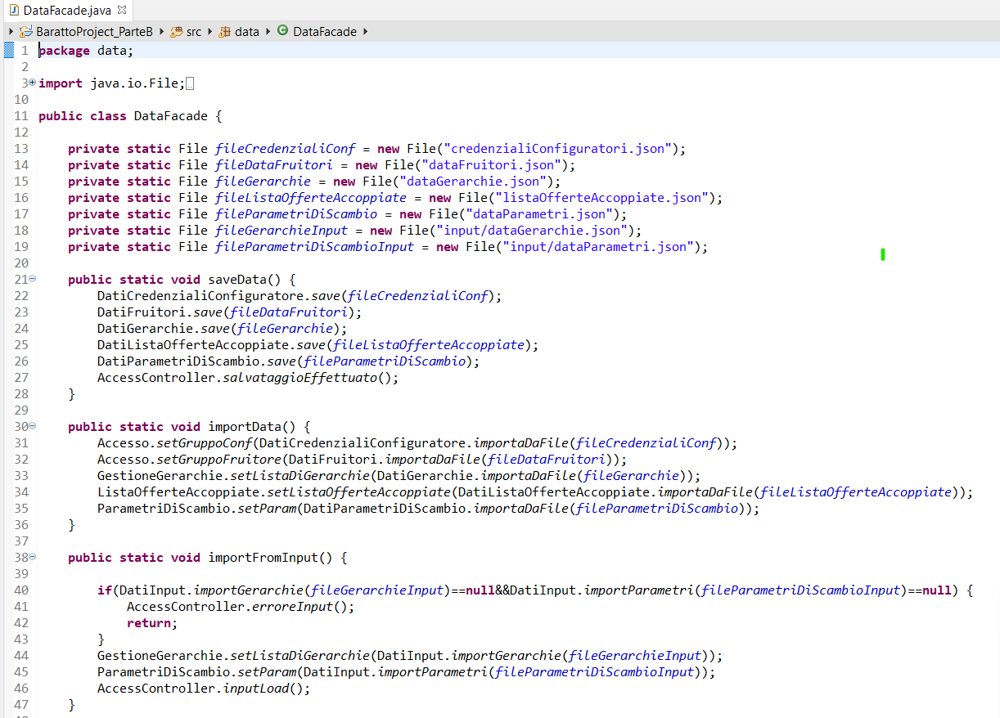 DataFacade.java
BarattoProject_ParteB src data DataFacade
1 package data;
2
3 import java.io.File;
10
11 public class DataFacade {
12
13 private static File fileCredenzialiConf = new File("credenzialiConfiguratori.json");
14 private static File fileDataFruitori = new File("dataFruitori.json");
15 private static File fileGerarchie = new File("dataGerarchie.json");
16 private static File fileListaOfferteAccoppiate = new File("listaOfferteAccoppiate.json");
17 private static File fileParametriDiScambio = new File("dataParametri.json");
18 private static File fileGerarchieInput = new File("input/dataGerarchie.json");
19 private static File fileParametriDiScambioInput = new File("input/dataParametri.json");
20
21 public static void saveData() {
22 DatiCredenzialiConfiguratore.save(fileCredenzialiConf);
23 DatiFruitori.save(fileDataFruitori);
24 DatiGerarchie.save(fileGerarchie);
25 DatiListaOfferteAccoppiate.save(fileListaOfferteAccoppiate);
26 DatiParametriDiScambio.save(fileParametriDiScambio);
27 AccessController.salvataggioEffettuato();
28 }
29
30 public static void importData() {
31 Accesso.setGruppoConf(DatiCredenzialiConfiguratore.importaDaFile(fileCredenzialiConf));
32 Accesso.setGruppoFruitore(DatiFruitori.importaDaFile(fileDataFruitori));
33 GestioneGerarchie.setListaDiGerarchie(DatiGerarchie.importaDaFile(fileGerarchie));
34 ListaOfferteAccoppiate.setListaOfferteAccoppiate(DatiListaOfferteAccoppiate.importaDaFile(fileListaOfferteAccoppiate));
35 ParametriDiScambio.setParam(DatiParametriDiScambio.importaDaFile(fileParametriDiScambio));
36 }
37
38 public static void importFromInput() {
39
40 if(DatiInput.importGerarchie(fileGerarchieInput)==null&&DatiInput.importParametri(fileParametriDiScambioInput)==null) {
41 AccessController.erroreInput();
42 return;
43 }
44 GestioneGerarchie.setListaDiGerarchie(DatiInput.importGerarchie(fileGerarchieInput));
45 ParametriDiScambio.setParam(DatiInput.importParametri(fileParametriDiScambioInput));
46 AccessController.inputLoad();
47 }